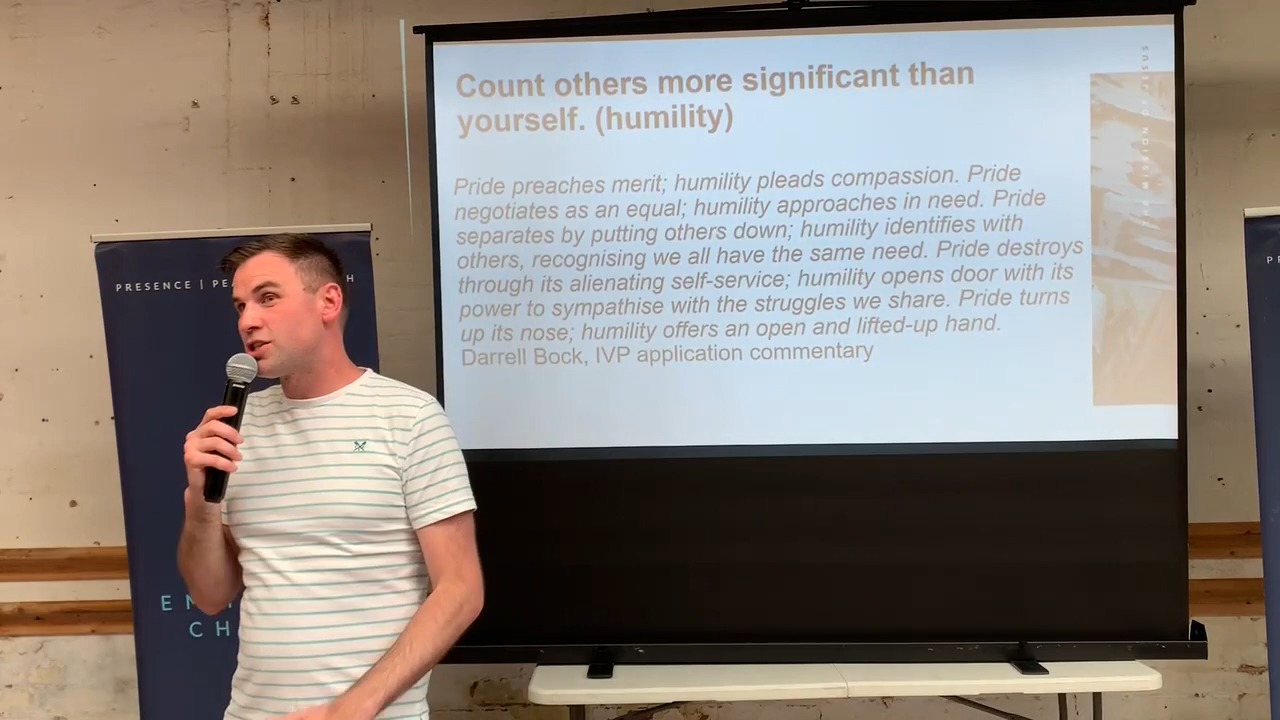 Count others more significant than
yourself. (humility)
Pride preaches merit; humility pleads compassion. Pride
negotiates as an equal; humility approaches in need. Pride
separates by putting others down; humility identifies with
others, recognising we all have the same need. Pride destroys
through its alienating self-service; humility opens door with its
power to sympathise with the struggles we share. Pride turns
up its nose; humility offers an open and lifted-up hand.
Darrell Bock, IVP application commentary
MISSION OF JESUS
PRESENCE |